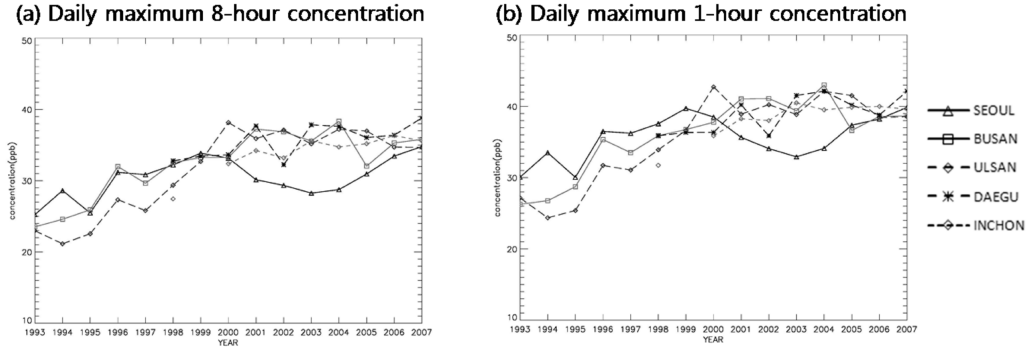 (a) Daily maximum 8-hour concentration
50
40
30
20
10
concentration(ppb)
1993 1994 1995 1996 1997 1998 1999 2000 2001 2002 2003 2004 2005 2006 2007
YEAR
(b) Daily maximum 1-hour concentration
50
40
30
20
10
concentration(ppb)
1993 1994 1995 1996 1997 1998 1999 2000 2001 2002 2003 2004 2005 2006 2007
YEAR
SEOUL
BUSAN
ULSAN
DAEGU
INCHON